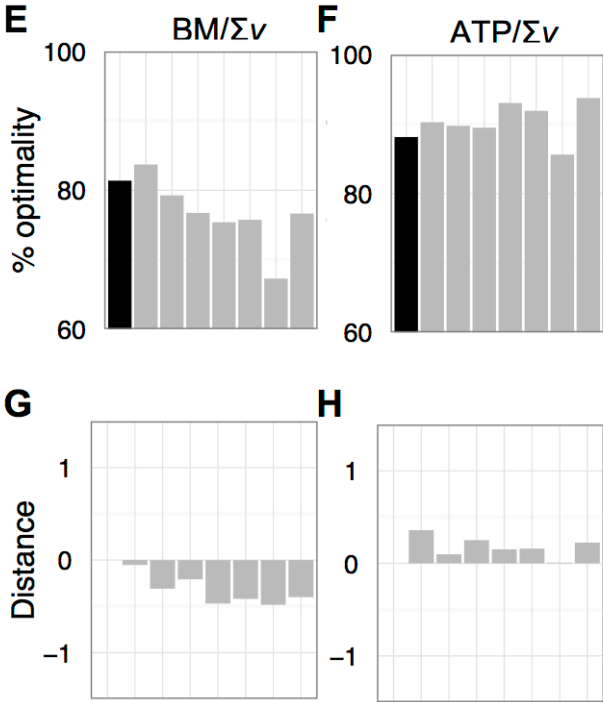 E BM/Σv F ATP/Σv
100 100
% optimality
80 80
60 60
G H
1 1
Distance
0 0
−1 −1